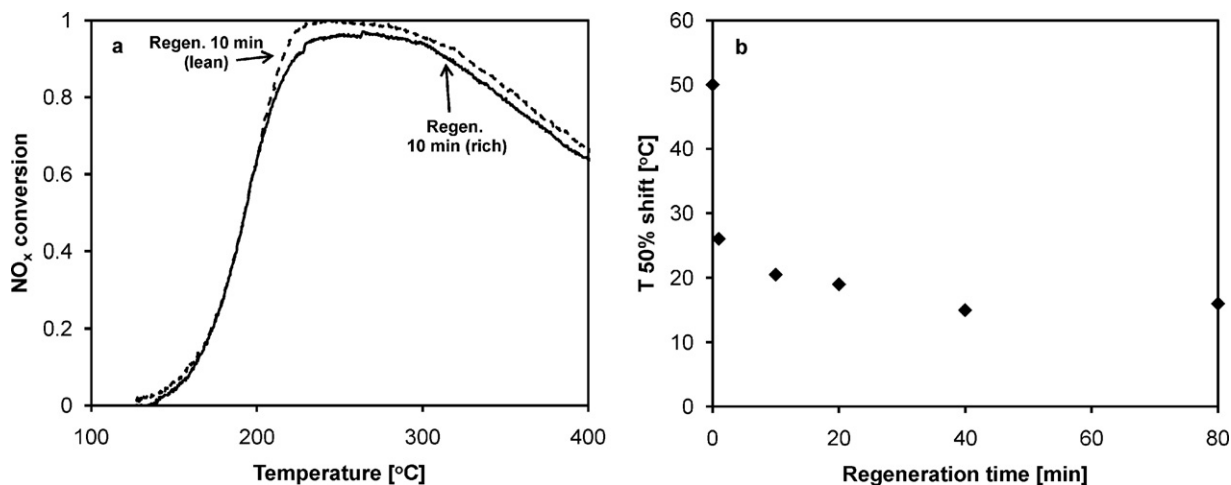 a
Regen. 10 min
(lean)
Regen.
10 min (rich)
1
0.8
0.6
0.4
0.2
0
100
200
300
400
NOx conversion
Temperature [oC]
b
60
50
40
30
20
10
0
0
20
40
60
80
T 50% shift [oC]
Regeneration time [min]